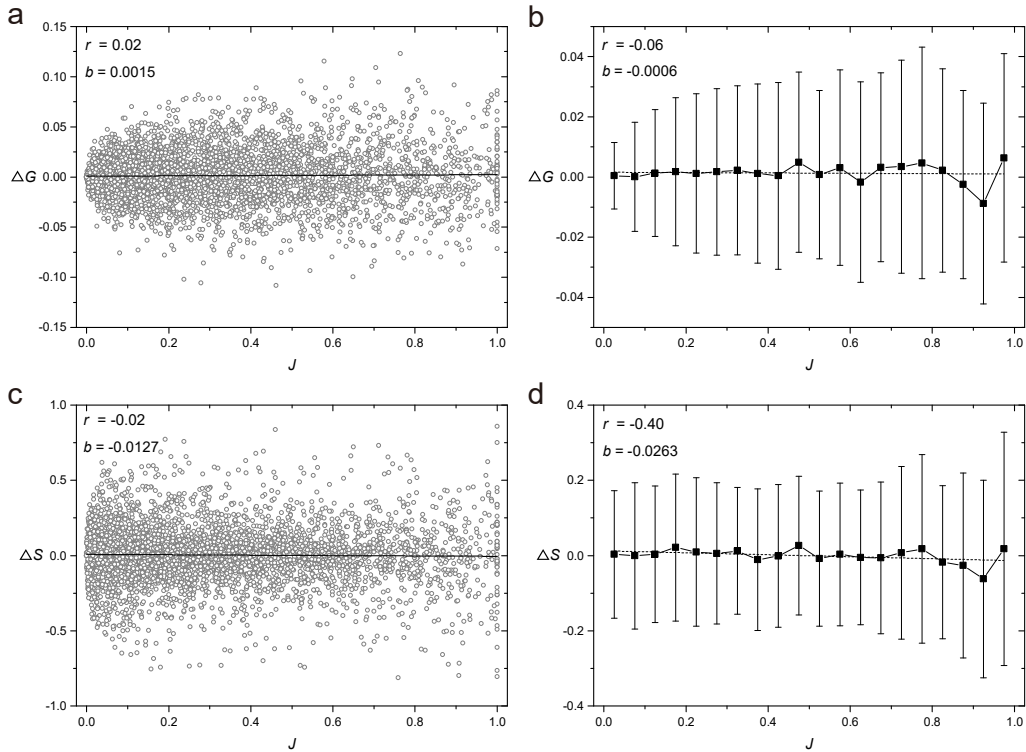 a
0.15
0.10
0.05
0.00
-0.05
-0.10
-0.15
△G
r = 0.02
b = 0.0015
0.0 0.2 0.4 0.6 0.8 1.0
J
b
0.04
0.02
0.00
-0.02
-0.04
△G
r = -0.06
b = -0.0006
0.0 0.2 0.4 0.6 0.8 1.0
J
c
1.0
0.5
0.0
-0.5
-1.0
△S
r = -0.02
b = -0.0127
0.0 0.2 0.4 0.6 0.8 1.0
J
d
0.4
0.2
0.0
-0.2
-0.4
△S
r = -0.40
b = -0.0263
0.0 0.2 0.4 0.6 0.8 1.0
J